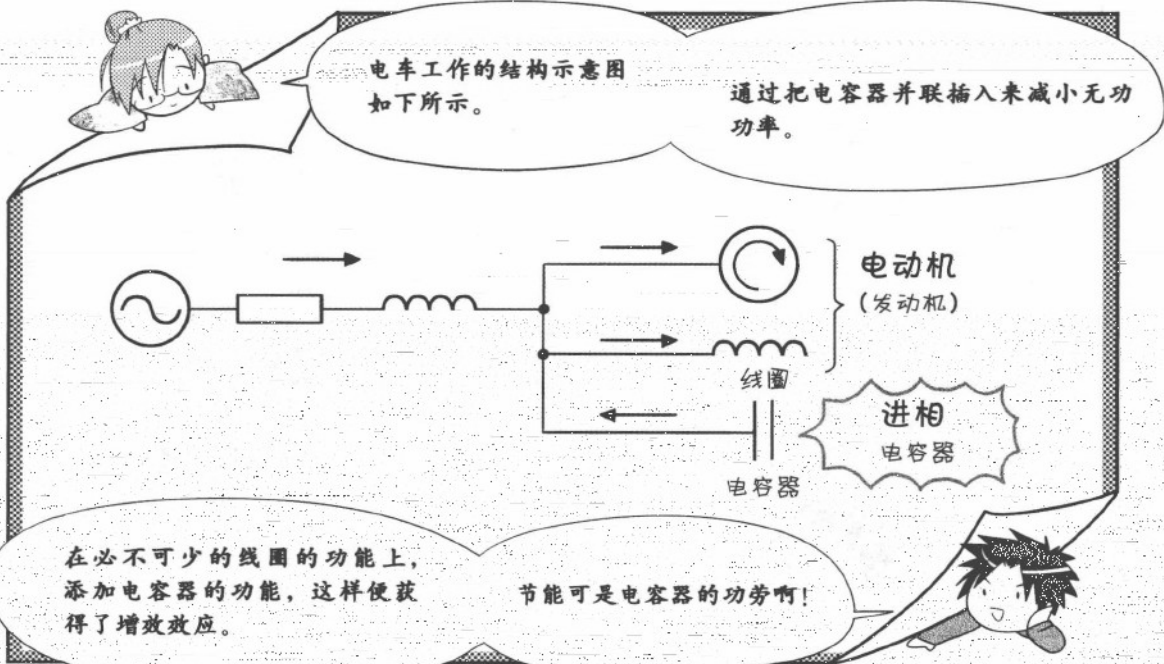 电车工作的结构示意图
如下所示。
通过把电容器并联插入来减小无功
功率。
电动机
(发动机)
线圈
进相
电容器
电容器
在必不可少的线圈的功能上，
添加电容器的功能，这样便获
得了增效效应。
节能可是电容器的功劳啊！